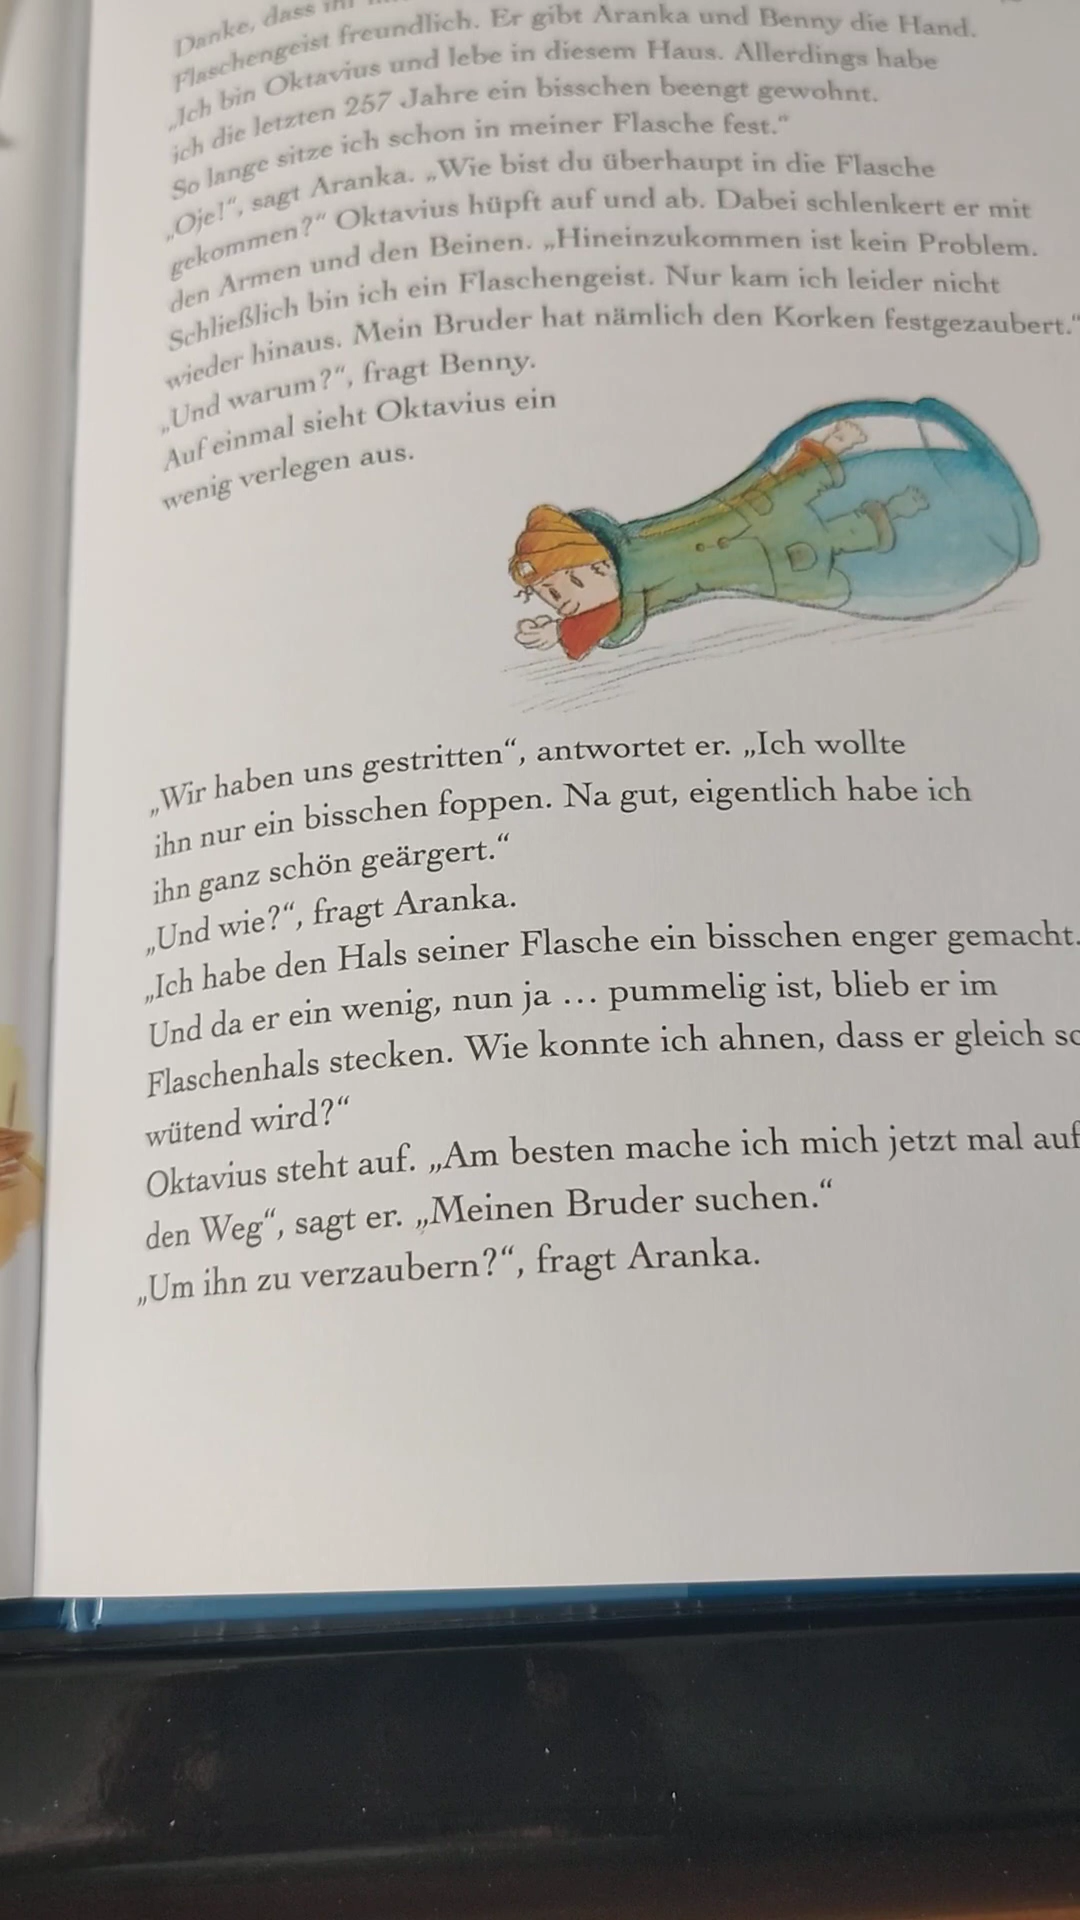 Danke, dass ihr
Flaschengeist freundlich. Er gibt Aranka und Benny die Hand.
„Ich bin Oktavius und lebe in diesem Haus. Allerdings habe
ich die letzten 257 Jahre ein bisschen beengt gewohnt.
So lange sitze ich schon in meiner Flasche fest.“
„Oje!“, sagt Aranka. „Wie bist du überhaupt in die Flasche
gekommen?“ Oktavius hüpft auf und ab. Dabei schlenkert er mit
den Armen und den Beinen. „Hineinzukommen ist kein Problem.
Schließlich bin ich ein Flaschengeist. Nur kam ich leider nicht
wieder hinaus. Mein Bruder hat nämlich den Korken festgezaubert.“
„Und warum?“, fragt Benny.
Auf einmal sieht Oktavius ein
wenig verlegen aus.
„Wir haben uns gestritten“, antwortet er. „Ich wollte
ihn nur ein bisschen foppen. Na gut, eigentlich habe ich
ihn ganz schön geärgert.“
„Und wie?“, fragt Aranka.
„Ich habe den Hals seiner Flasche ein bisschen enger gemacht.
Und da er ein wenig, nun ja … pummelig ist, blieb er im
Flaschenhals stecken. Wie konnte ich ahnen, dass er gleich so
wütend wird?“
Oktavius steht auf. „Am besten mache ich mich jetzt mal auf
den Weg“, sagt er. „Meinen Bruder suchen.“
„Um ihn zu verzaubern?“, fragt Aranka.